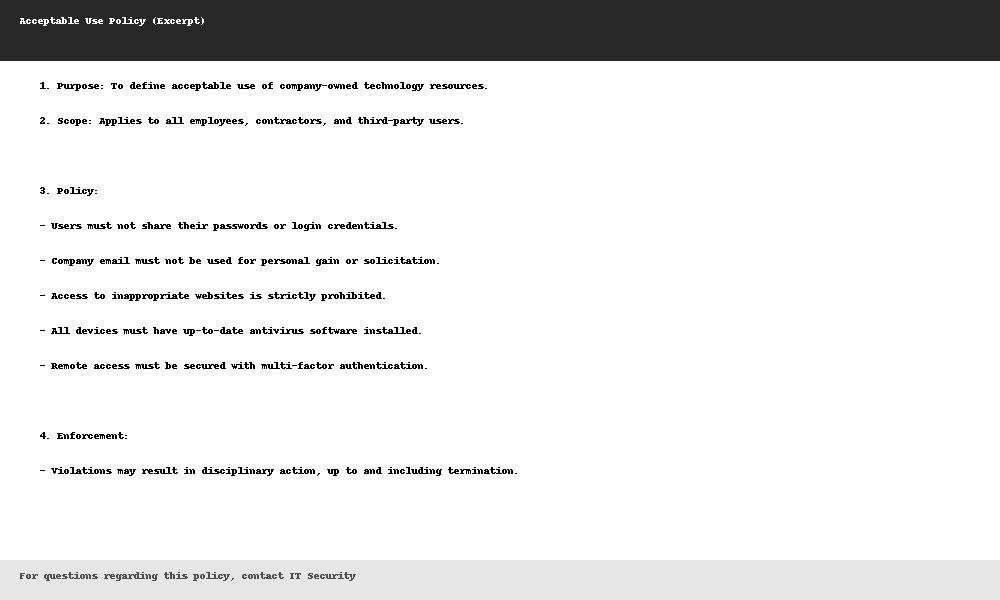 Acceptable Use Policy (Excerpt)
1. Purpose: To define acceptable use of company-owned technology resources.
2. Scope: Applies to all employees, contractors, and third-party users.
3. Policy:
- Users must not share their passwords or login credentials.
- Company email must not be used for personal gain or solicitation.
- Access to inappropriate websites is strictly prohibited.
- All devices must have up-to-date antivirus software installed.
- Remote access must be secured with multi-factor authentication.
4. Enforcement:
- Violations may result in disciplinary action, up to and including termination.
For questions regarding this policy, contact IT Security